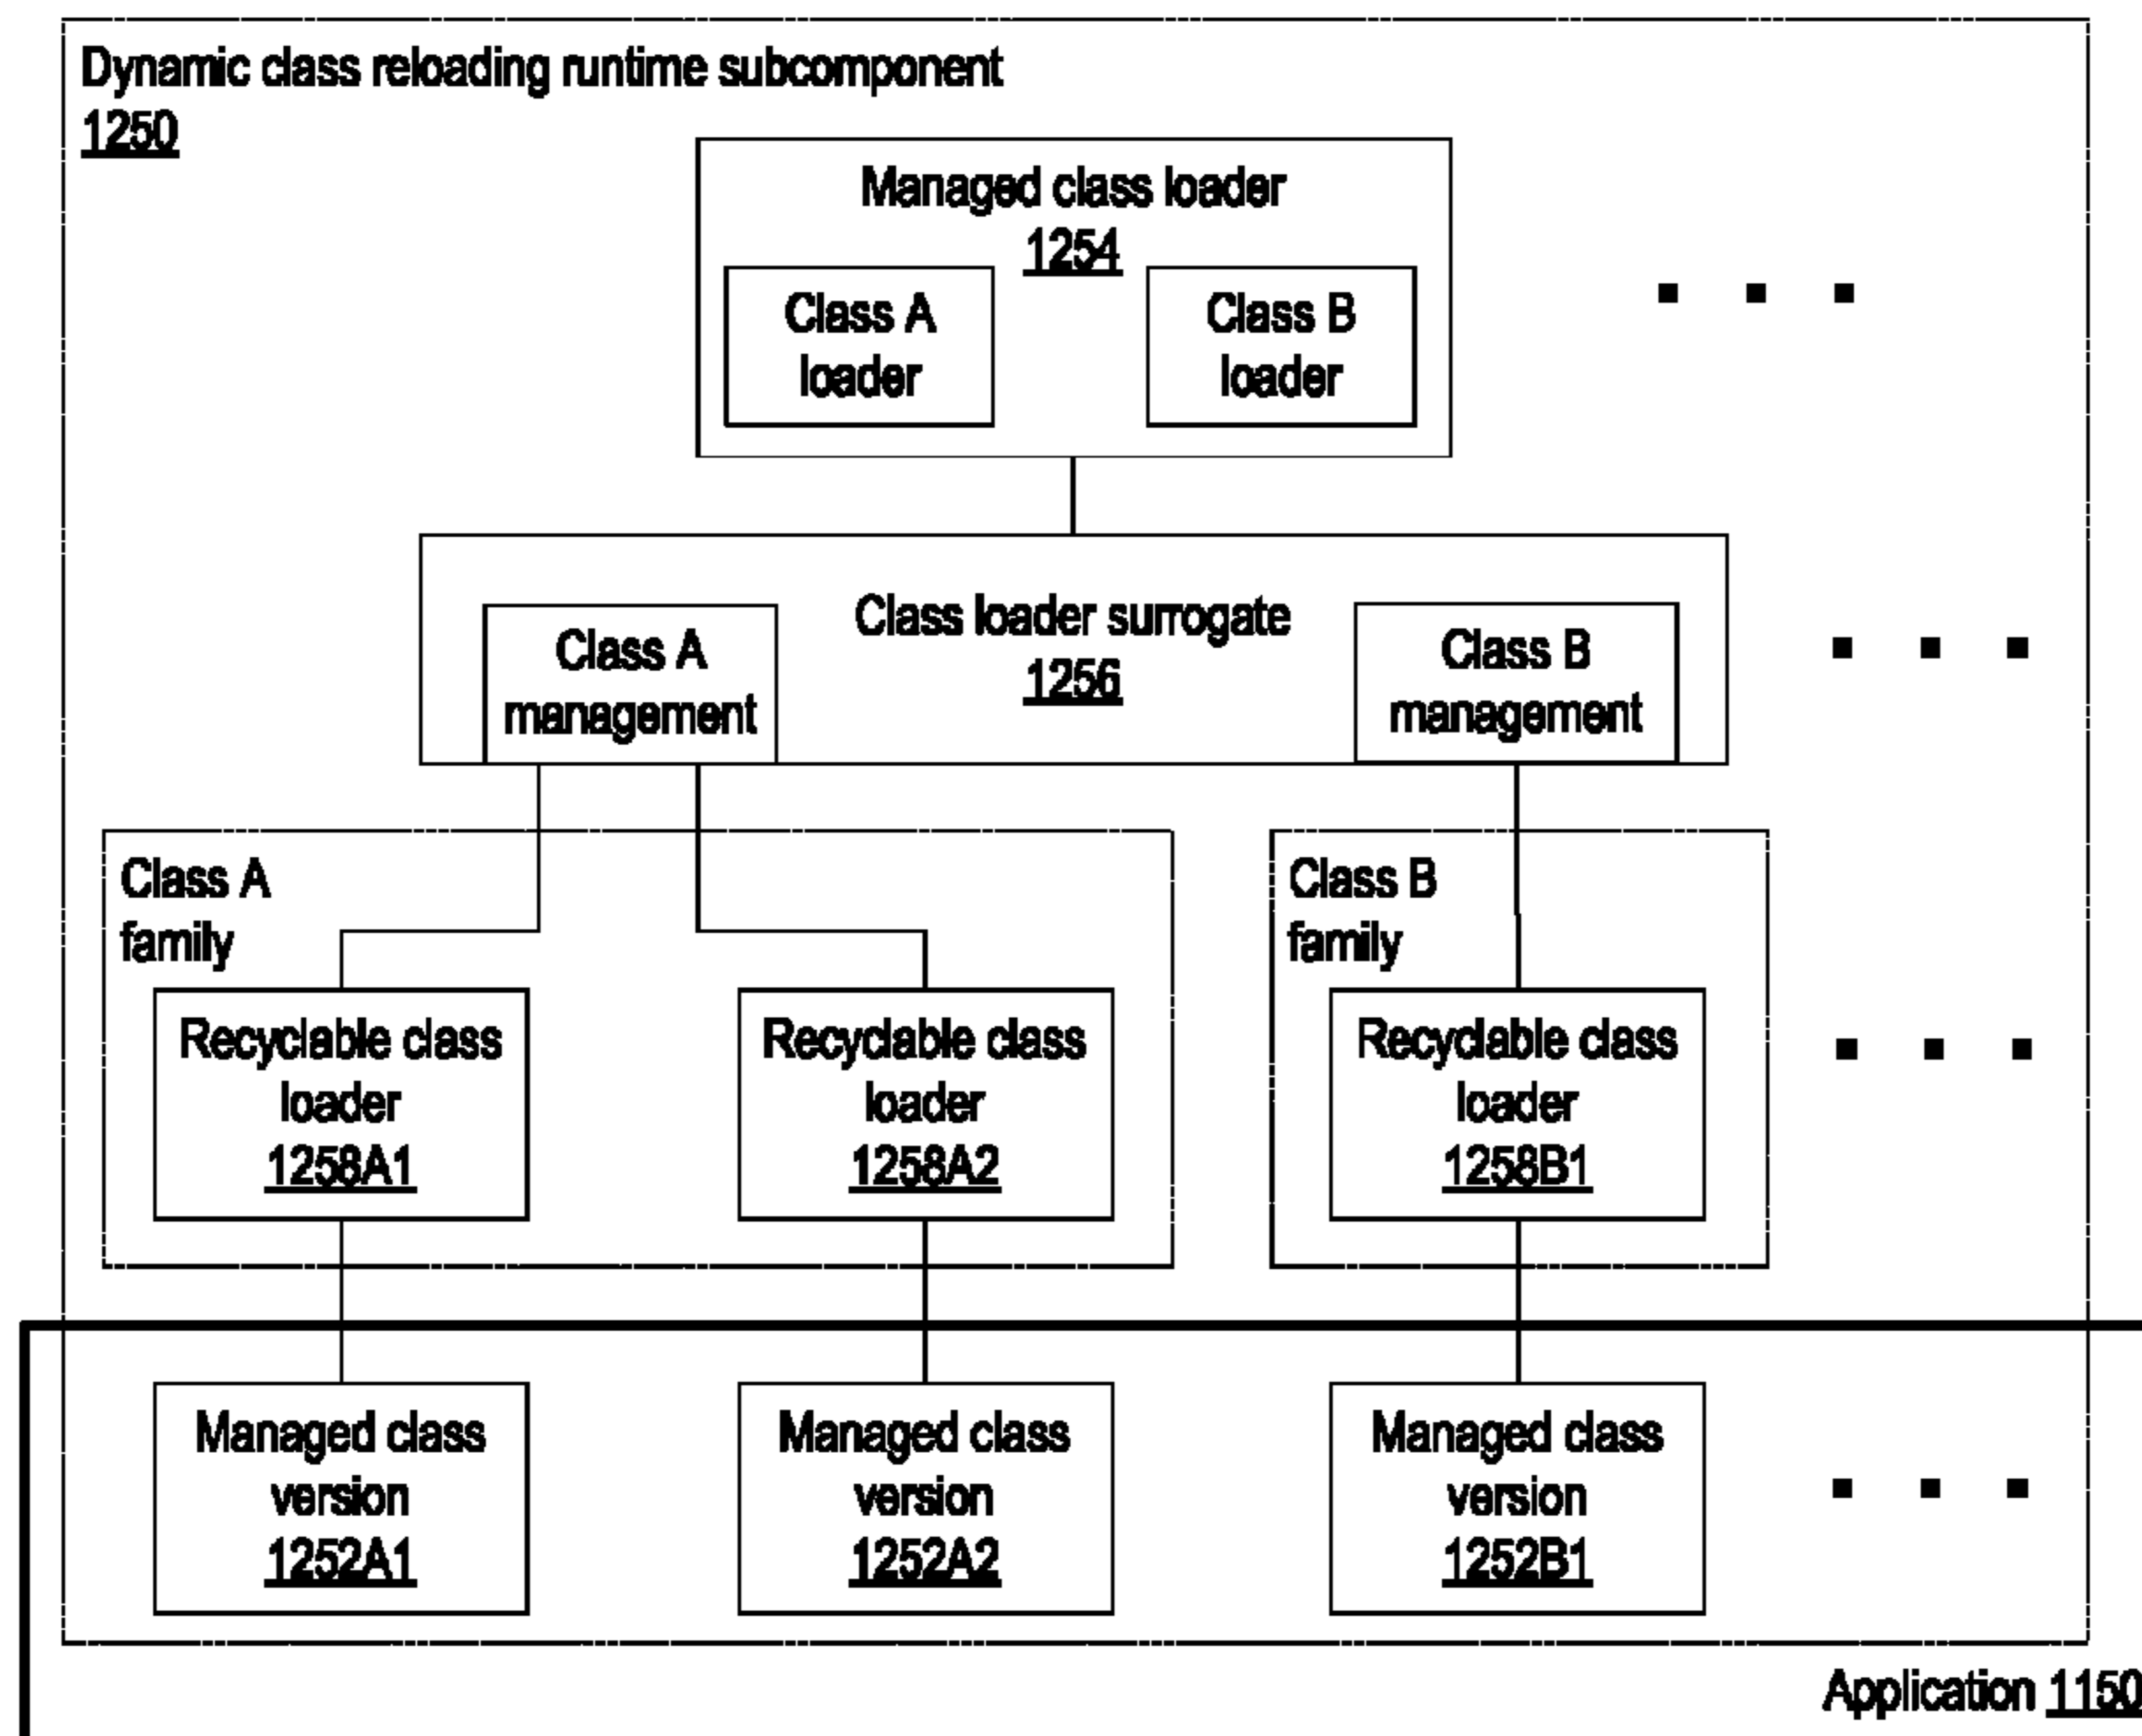 Dynamic class reloading runtime subcomponent
1250
Managed class loader
1254
Class A
loader
Class B
loader
Class loader surrogate
1256
Class A
management
Class B
management
Class A
family
Class B
family
Recyclable class
loader
1258A1
Recyclable class
loader
1258A2
Recyclable class
loader
1258B1
Managed class
version
1252A1
Managed class
version
1252A2
Managed class
version
1252B1
Application 1150